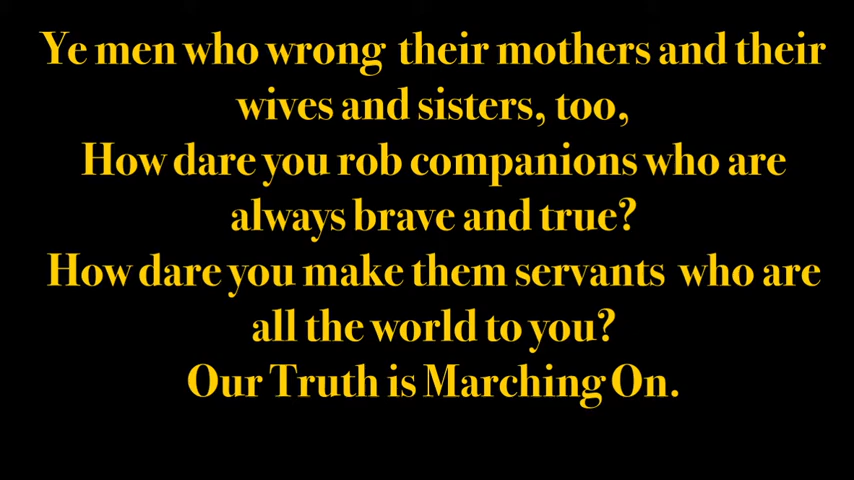 Ye men who wrong their mothers and their
wives and sisters, too,
How dare you rob companions who are
always brave and true?
How dare you make them servants who are
all the world to you?
Our Truth is Marching On.